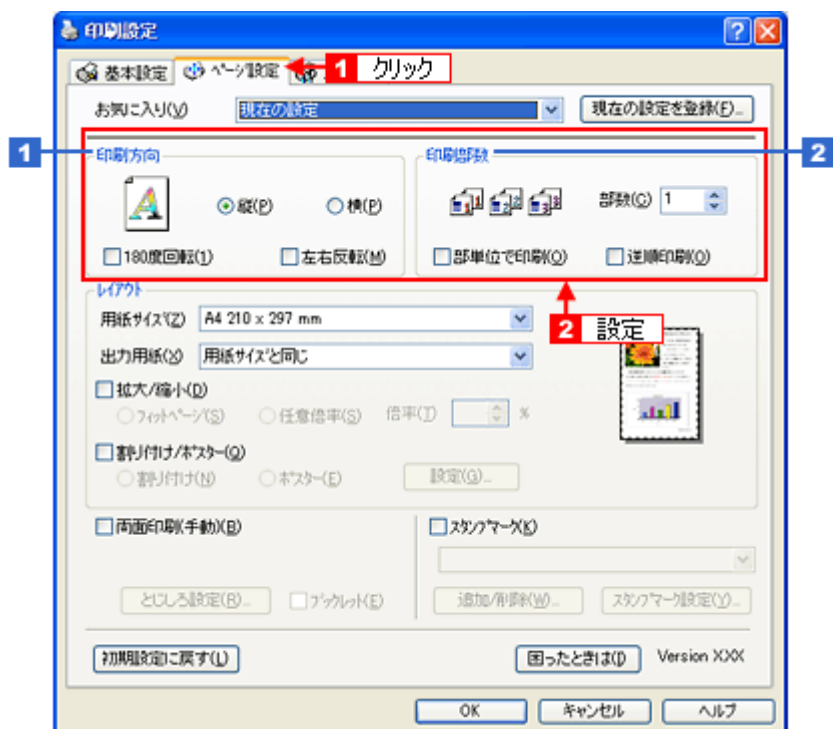 印刷設定
基本設定 ページ設定 1 クリック
お気に入り(V) 現在の設定 現在の設定を登録(F)...
1 印刷方向 印刷部数 2
縦(P) 横(P) 部数(C) 1
180度回転(1) 左右反転(M) 部単位で印刷(O) 逆順印刷(O)
レイアウト
用紙サイズ(Z) A4 210 x 297 mm
2 設定
出力用紙(X) 用紙サイズと同じ
拡大/縮小(D)
フィットページ(S) 任意倍率(S) 倍率(T) %
割り付け/ポスター(Q)
割り付け(N) ポスター(E) 設定(G)...
両面印刷(手動)(B) スタンプマーク(K)
とじしろ設定(R)... ブックレット(E) 追加/削除(W)... スタンプマーク設定(Y)...
初期設定に戻す(L) 困ったときは(I) Version XXX
OK キャンセル ヘルプ